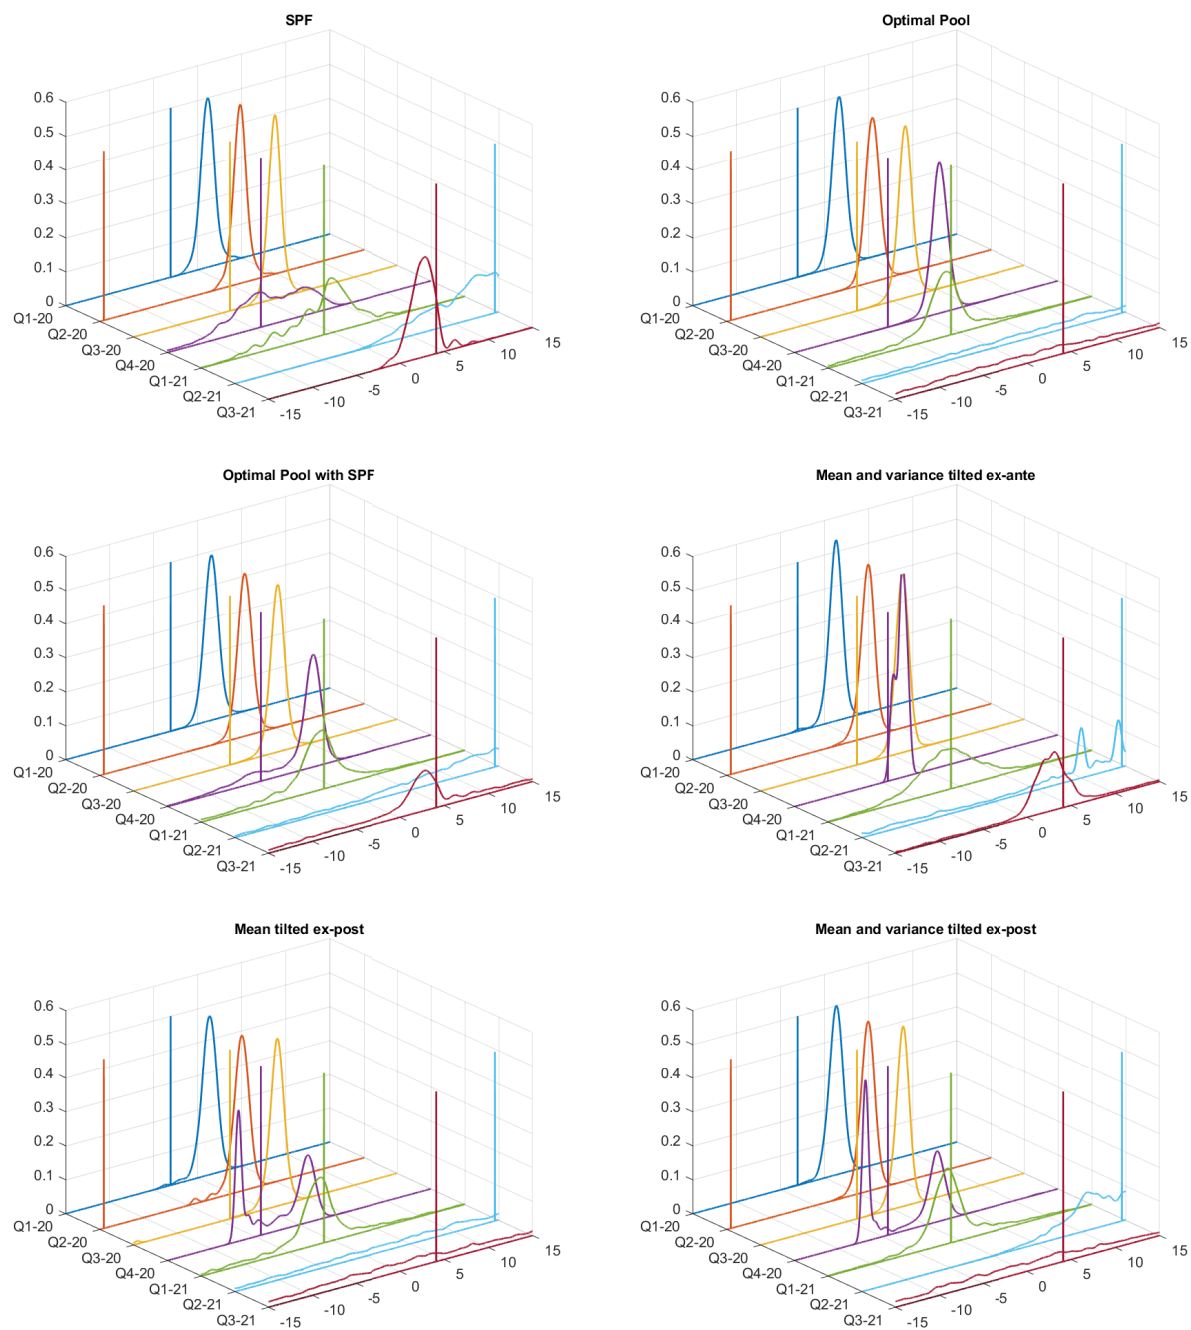 SPF
0.6
0.5
0.4
0.3
0.2
0.1
0
Q1-20
Q2-20
Q3-20
Q4-20
Q1-21
Q2-21
Q3-21
-15
-10
-5
0
5
10
15
Optimal Pool
0.6
0.5
0.4
0.3
0.2
0.1
0
Q1-20
Q2-20
Q3-20
Q4-20
Q1-21
Q2-21
Q3-21
-15
-10
-5
0
5
10
15
Optimal Pool with SPF
0.6
0.5
0.4
0.3
0.2
0.1
0
Q1-20
Q2-20
Q3-20
Q4-20
Q1-21
Q2-21
Q3-21
-15
-10
-5
0
5
10
15
Mean and variance tilted ex-ante
0.6
0.5
0.4
0.3
0.2
0.1
0
Q1-20
Q2-20
Q3-20
Q4-20
Q1-21
Q2-21
Q3-21
-15
-10
-5
0
5
10
15
Mean tilted ex-post
0.6
0.5
0.4
0.3
0.2
0.1
0
Q1-20
Q2-20
Q3-20
Q4-20
Q1-21
Q2-21
Q3-21
-15
-10
-5
0
5
10
15
Mean and variance tilted ex-post
0.6
0.5
0.4
0.3
0.2
0.1
0
Q1-20
Q2-20
Q3-20
Q4-20
Q1-21
Q2-21
Q3-21
-15
-10
-5
0
5
10
15